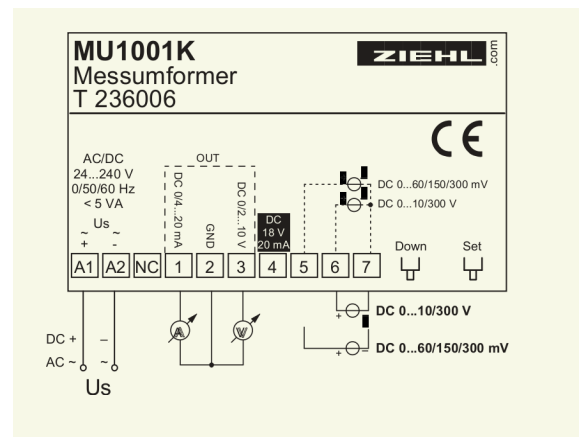 MU1001K
Messumformer
T 236006
ZIEHL.com
CE
AC/DC
24...240 V
0/50/60 Hz
< 5 VA
Us
~ ~
+ -
OUT
DC 0/4...20 mA
GND
DC 0/2...10 V
DC
18 V
20 mA
DC 0...60/150/300 mV
DC 0...10/300 V
Down
Set
A1 A2 NC 1 2 3 4 5 6 7
A
V
DC + –
AC ~ ~
Us
+ DC 0...10/300 V
+ – DC 0...60/150/300 mV